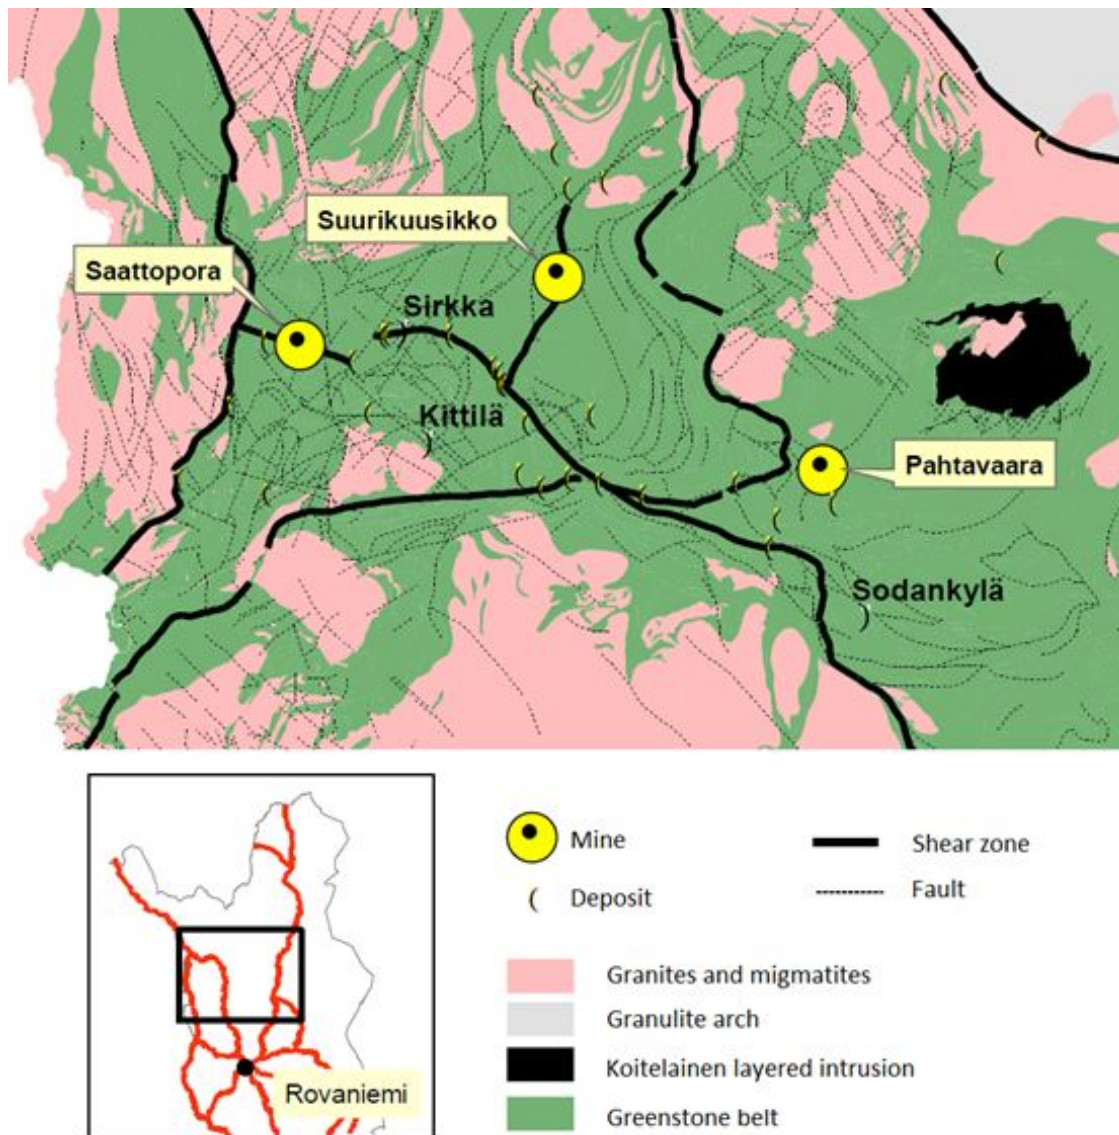 Suurikuusikko
Saattopora
Sirkka
Kittilä
Pahtavaara
Sodankylä
Mine
Shear zone
Deposit
Fault
Granites and migmatites
Granulite arch
Koitelainen layered intrusion
Greenstone belt
Rovaniemi